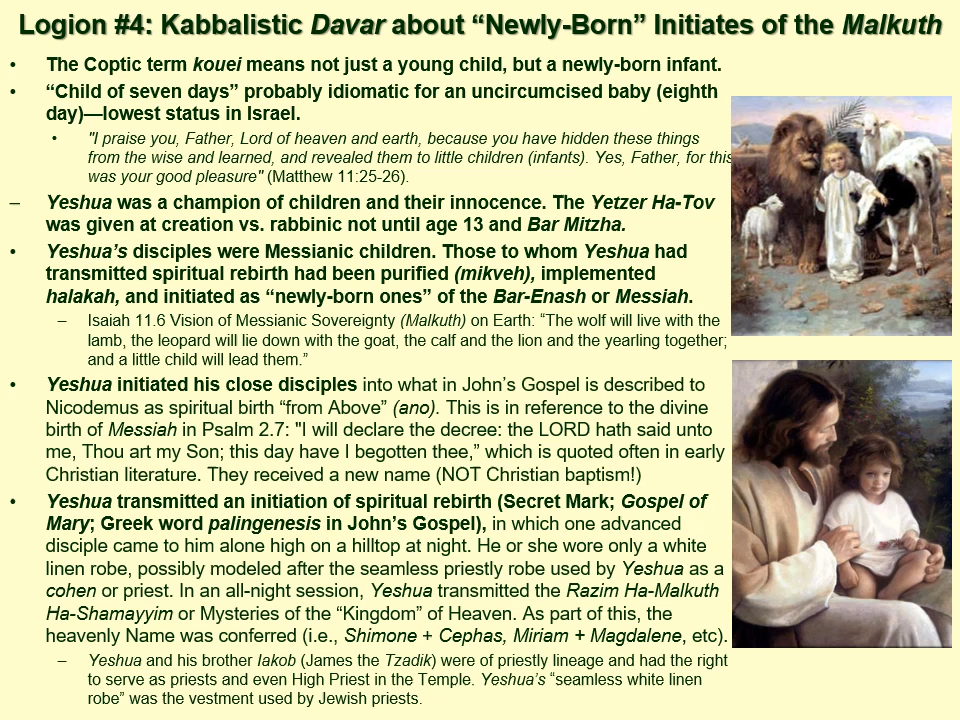 Logion #4: Kabbalistic Davar about “Newly-Born” Initiates of the Malkuth
• The Coptic term kouei means not just a young child, but a newly-born infant.
• “Child of seven days” probably idiomatic for an uncircumcised baby (eighth
day)—lowest status in Israel.
• "I praise you, Father, Lord of heaven and earth, because you have hidden these things
from the wise and learned, and revealed them to little children (infants). Yes, Father, for this
was your good pleasure" (Matthew 11:25-26).
– Yeshua was a champion of children and their innocence. The Yetzer Ha-Tov
was given at creation vs. rabbinic not until age 13 and Bar Mitzha.
• Yeshua’s disciples were Messianic children. Those to whom Yeshua had
transmitted spiritual rebirth had been purified (mikveh), implemented
halakah, and initiated as “newly-born ones” of the Bar-Enash or Messiah.
– Isaiah 11.6 Vision of Messianic Sovereignty (Malkuth) on Earth: “The wolf will live with the
lamb, the leopard will lie down with the goat, the calf and the lion and the yearling together;
and a little child will lead them.”
• Yeshua initiated his close disciples into what in John’s Gospel is described to
Nicodemus as spiritual birth “from Above” (ano). This is in reference to the divine
birth of Messiah in Psalm 2.7: "I will declare the decree: the LORD hath said unto
me, Thou art my Son; this day have I begotten thee,” which is quoted often in early
Christian literature. They received a new name (NOT Christian baptism!)
• Yeshua transmitted an initiation of spiritual rebirth (Secret Mark; Gospel of
Mary; Greek word palingenesis in John’s Gospel), in which one advanced
disciple came to him alone high on a hilltop at night. He or she wore only a white
linen robe, possibly modeled after the seamless priestly robe used by Yeshua as a
cohen or priest. In an all-night session, Yeshua transmitted the Razim Ha-Malkuth
Ha-Shamayyim or Mysteries of the “Kingdom” of Heaven. As part of this, the
heavenly Name was conferred (i.e., Shimone + Cephas, Miriam + Magdalene, etc).
– Yeshua and his brother Iakob (James the Tzadik) were of priestly lineage and had the right
to serve as priests and even High Priest in the Temple. Yeshua’s “seamless white linen
robe” was the vestment used by Jewish priests.